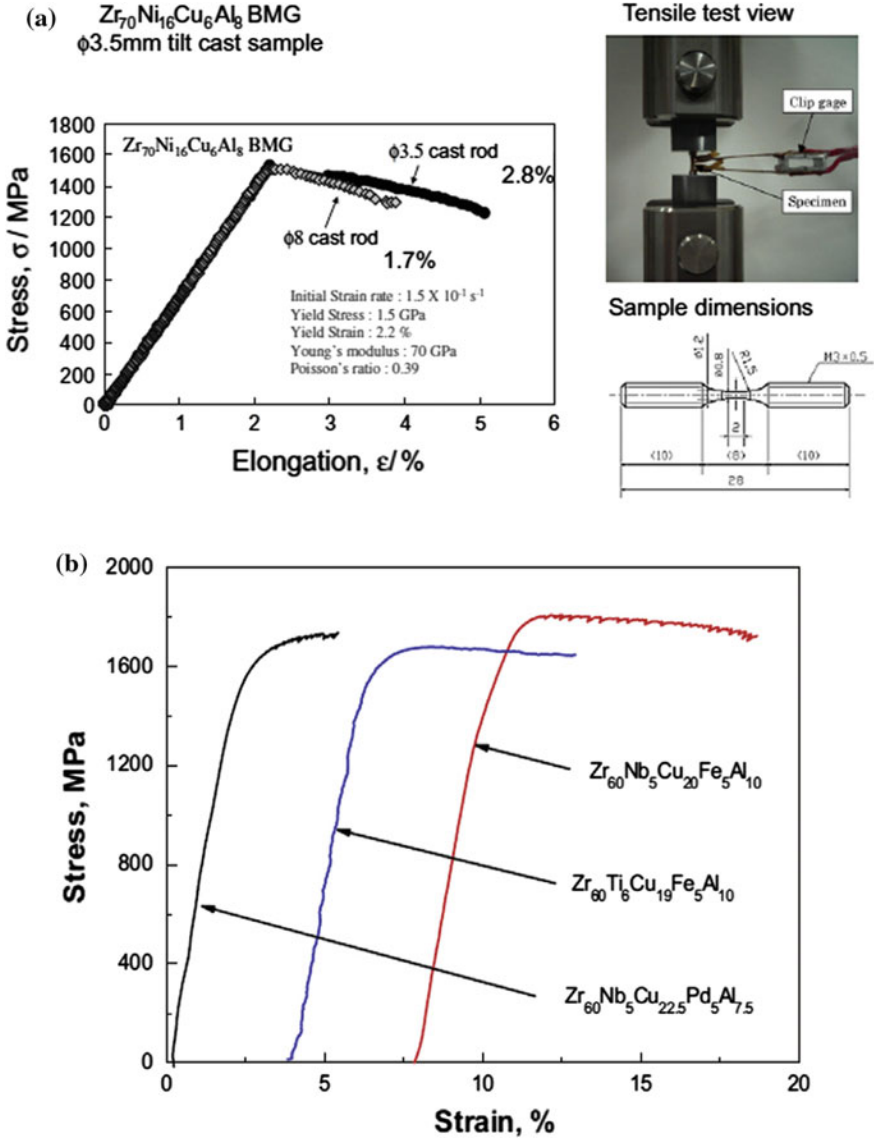 (a)
Zr₇₀Ni₁₆Cu₆Al₈ BMG
ϕ3.5mm tilt cast sample
Zr₇₀Ni₁₆Cu₆Al₈ BMG
1800
1600
1400
1200
1000
800
600
400
200
0
Stress, σ / MPa
ϕ3.5 cast rod
2.8%
ϕ8 cast rod
1.7%
Initial Strain rate : 1.5 X 10⁻¹ s⁻¹
Yield Stress : 1.5 GPa
Yield Strain : 2.2 %
Young's modulus : 70 GPa
Poisson's ratio : 0.39
0 1 2 3 4 5 6
Elongation, ε/ %
Tensile test view
Clip gage
Specimen
Sample dimensions
ϕ1.2
ϕ0.8
R1.5
M3×0.5
2
(10) (8) (10)
28
(b)
2000
1600
1200
800
400
0
Stress, MPa
Zr₆₀Nb₅Cu₂₀Fe₅Al₁₀
Zr₆₀Ti₆Cu₁₉Fe₅Al₁₀
Zr₆₀Nb₅Cu₂₂.₅Pd₅Al₇.₅
0 5 10 15 20
Strain, %